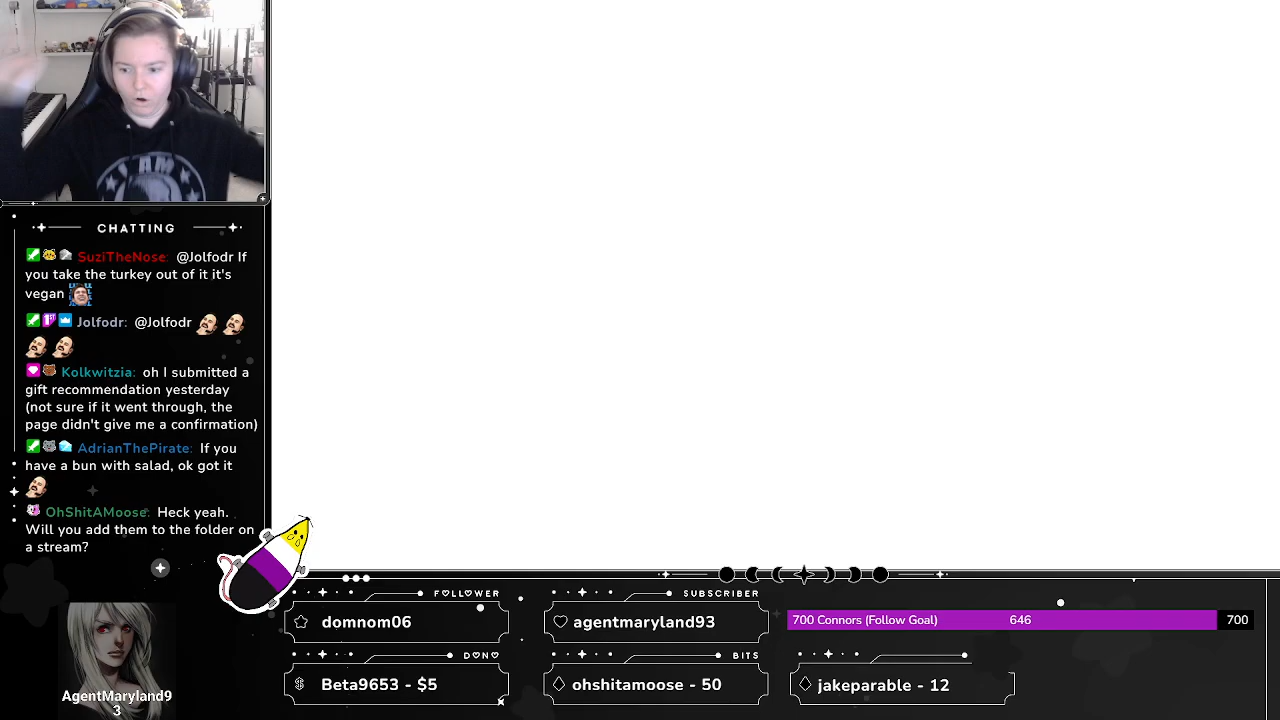 I AM
CHATTING
SuziTheNose: @Jolfodr If
you take the turkey out of it it's
vegan
Jolfodr: @Jolfodr
Kolkwitzia: oh I submitted a
gift recommendation yesterday
(not sure if it went through, the
page didn't give me a confirmation)
AdrianThePirate: If you
have a bun with salad, ok got it
OhShitAMoose: Heck yeah.
Will you add them to the folder on
a stream?
AgentMaryland9
3
FOLLOWER
domnom06
SUBSCRIBER
agentmaryland93
700 Connors (Follow Goal) 646 700
DONO
Beta9653 - $5
BITS
ohshitamoose - 50
jakeparable - 12